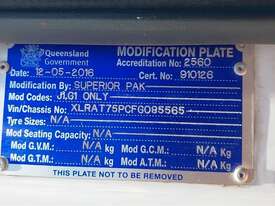 Queensland
Government
MODIFICATION PLATE
Accreditation No: 2560
Date: 12-05-2016 Cert. No: 910126
Modification By: SUPERIOR PAK
Mod Codes: J1.G1 ONLY
Vin/Chassis No: XLRAT75PCFG085565
Tyre Sizes: N/A
Mod Seating Capacity: N/A
Mod G.V.M: N/A Kg Mod G.C.M: N/A Kg
Mod G.T.M: N/A Kg Mod A.T.M: N/A Kg
THIS PLATE NOT TO BE REMOVED